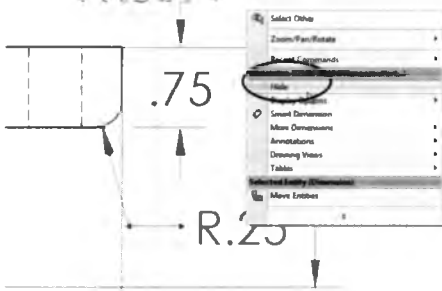 Select Other
Zoom/Pan/Rotate
Recent Commands
.75
Hide
Smart Dimension
More Dimensions
Annotations
Drawing Views
Tables
Selected Entity (Dimension)
Move Entities
R.25